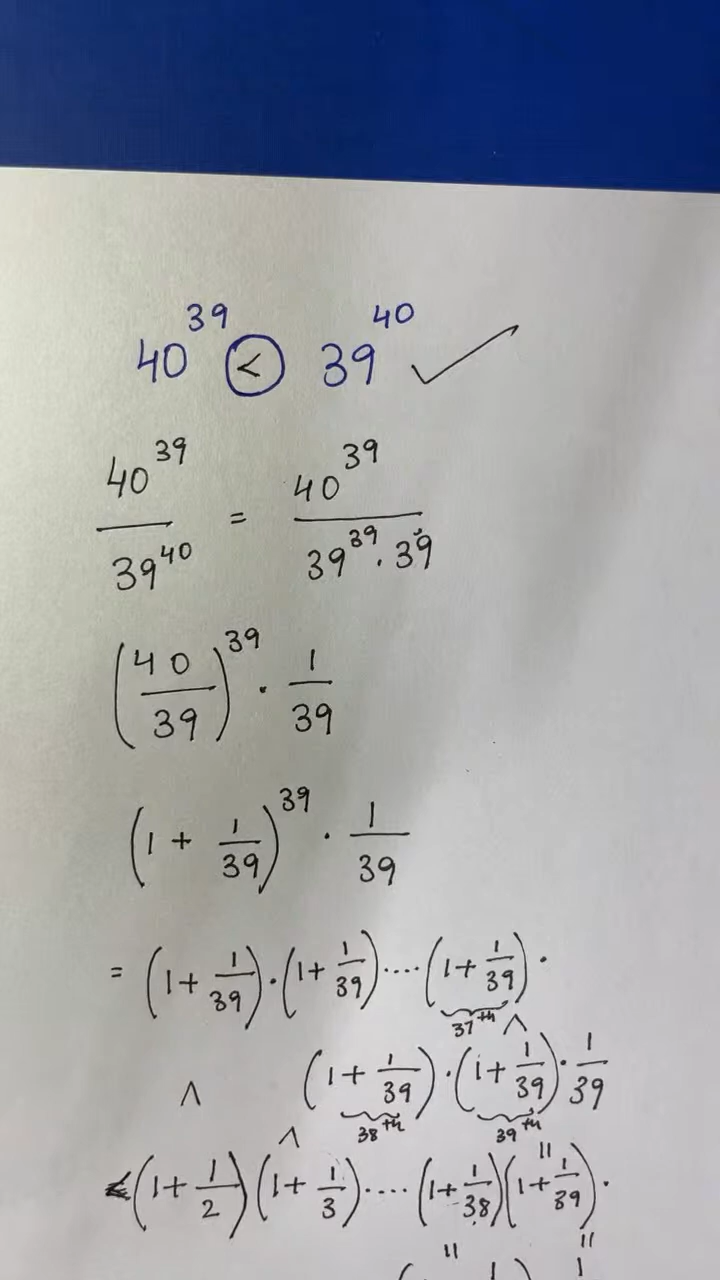 40^39 < 39^40 ✓
40^39/39^40 = 40^39/(39^39 . 39)
(40/39)^39 . 1/39
(1 + 1/39)^39 . 1/39
= (1 + 1/39) . (1 + 1/39) .... (1 + 1/39) .
37th ^
^ (1 + 1/39) . (1 + 1/39) . 1/39
38th 39th
^ "
< (1 + 1/2) (1 + 1/3) .... (1 + 1/38) (1 + 1/39) .
" "